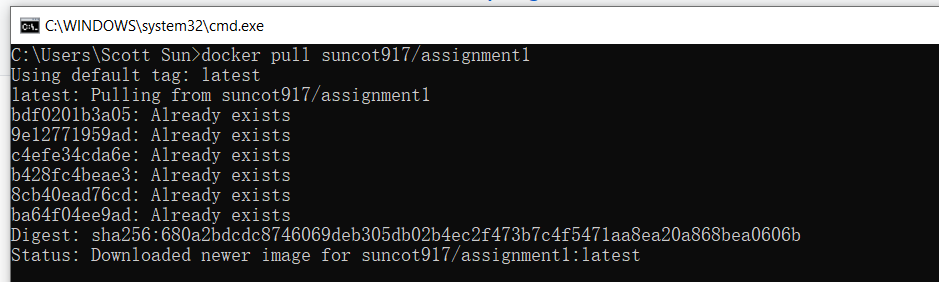 C:\WINDOWS\system32\cmd.exe
C:\Users\Scott Sun>docker pull suncot917/assignment1
Using default tag: latest
latest: Pulling from suncot917/assignment1
bdf0201b3a05: Already exists
9e12771959ad: Already exists
c4efe34cda6e: Already exists
b428fc4beae3: Already exists
8cb40ead76cd: Already exists
ba64f04ee9ad: Already exists
Digest: sha256:680a2bdcdc8746069deb305db02b4ec2f473b7c4f5471aa8ea20a868bea0606b
Status: Downloaded newer image for suncot917/assignment1:latest